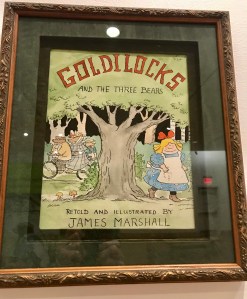 GOLDILOCKS
AND THE THREE BEARS
RETOLD AND ILLUSTRATED BY
JAMES MARSHALL